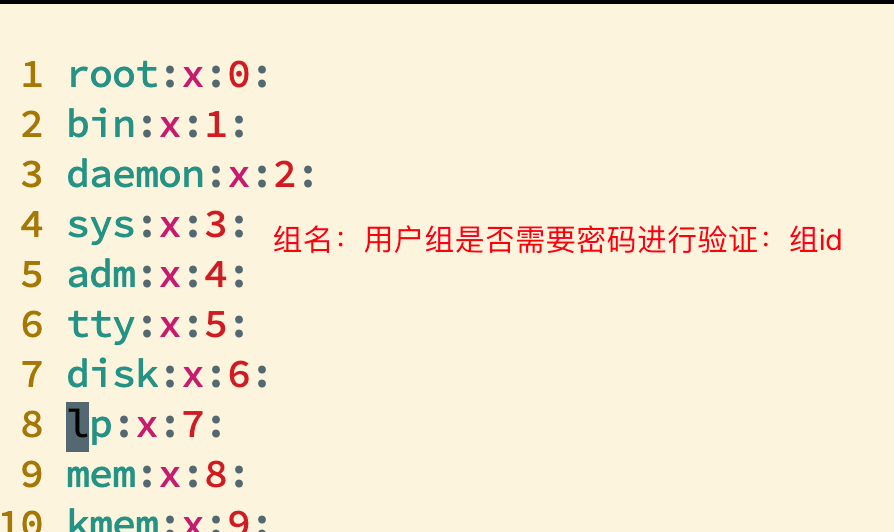 1 root:x:0:
2 bin:x:1:
3 daemon:x:2:
4 sys:x:3:
组名：用户组是否需要密码进行验证：组id
5 adm:x:4:
6 tty:x:5:
7 disk:x:6:
8 lp:x:7:
9 mem:x:8:
10 kmem:x:9: